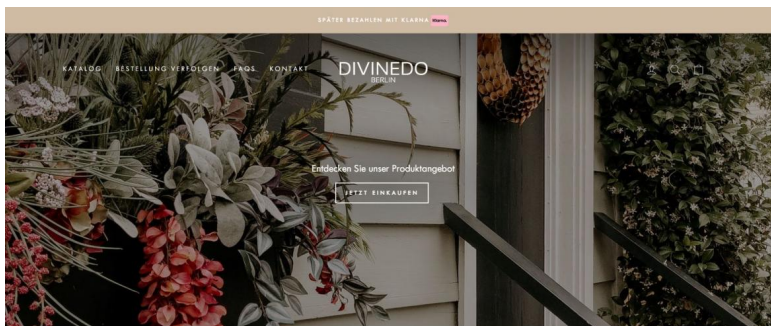 SPÄTER BEZAHLEN MIT KLARNA Klarna.
KATALOG BESTELLUNG VERFOLGEN FAQS KONTAKT
DIVINEDO
BERLIN
Entdecken Sie unser Produktangebot
JETZT EINKAUFEN